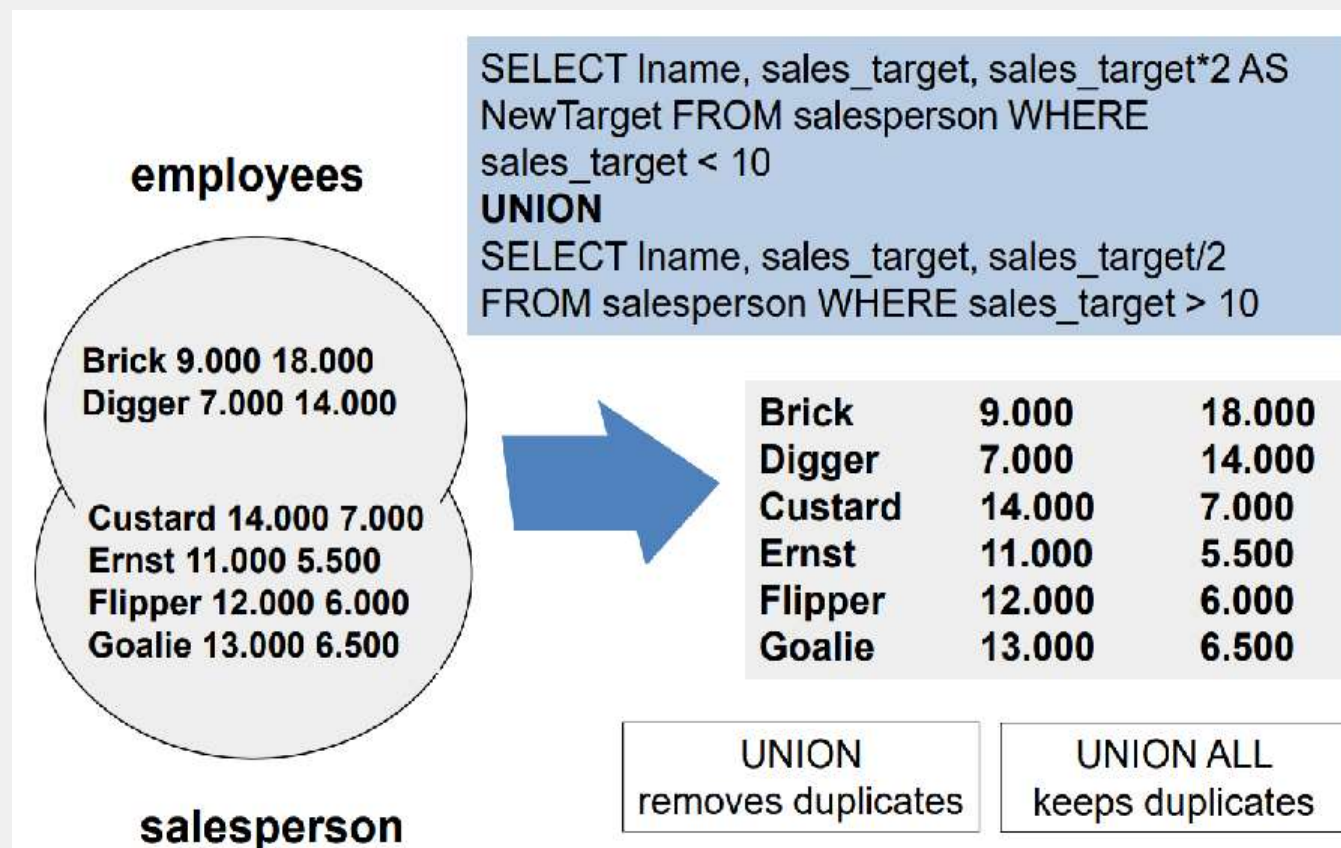 SELECT lname, sales_target, sales_target*2 AS
NewTarget FROM salesperson WHERE
sales_target < 10
UNION
SELECT lname, sales_target, sales_target/2
FROM salesperson WHERE sales_target > 10
employees
Brick 9.000 18.000
Digger 7.000 14.000
Custard 14.000 7.000
Ernst 11.000 5.500
Flipper 12.000 6.000
Goalie 13.000 6.500
salesperson
Brick 9.000 18.000
Digger 7.000 14.000
Custard 14.000 7.000
Ernst 11.000 5.500
Flipper 12.000 6.000
Goalie 13.000 6.500
UNION
removes duplicates
UNION ALL
keeps duplicates